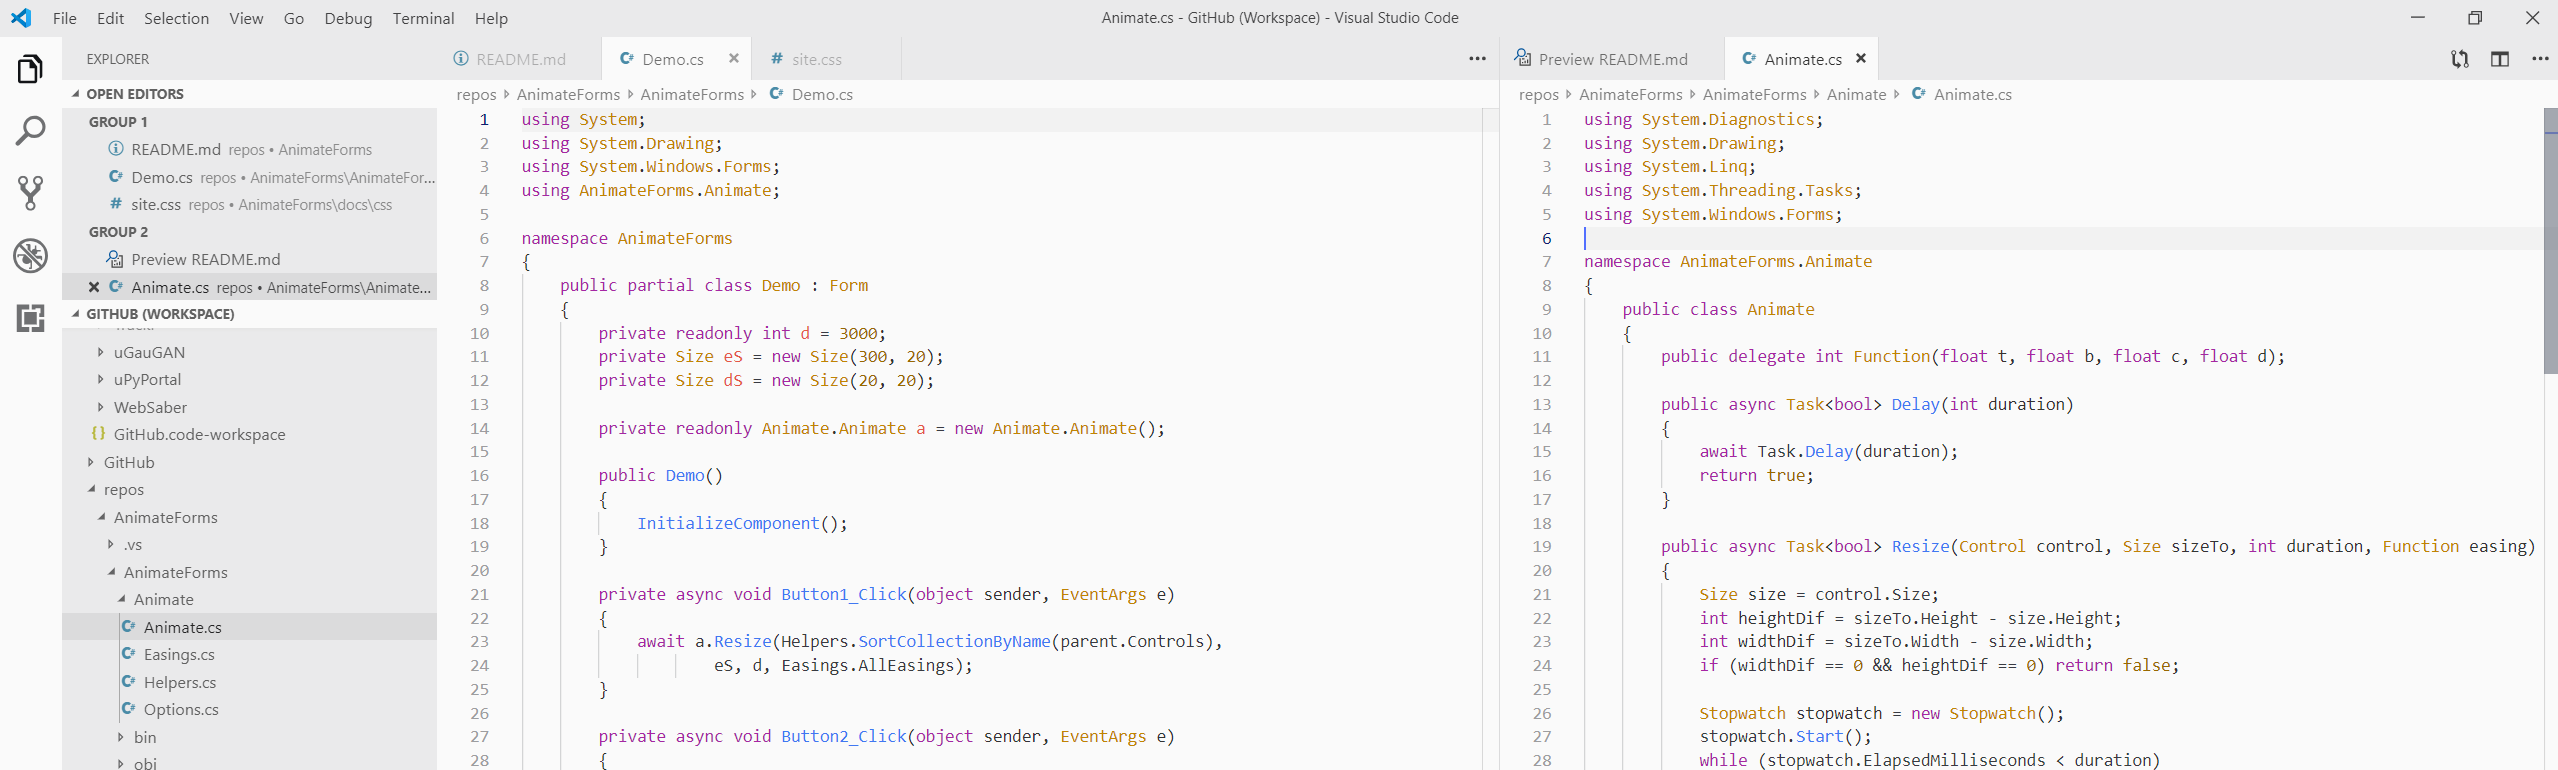 File Edit Selection View Go Debug Terminal Help
Animate.cs - GitHub (Workspace) - Visual Studio Code
EXPLORER
OPEN EDITORS
GROUP 1
README.md repos • AnimateForms
Demo.cs repos • AnimateForms\AnimateFor...
site.css repos • AnimateForms\docs\css
GROUP 2
Preview README.md
Animate.cs repos • AnimateForms\Animate...
GITHUB (WORKSPACE)
uGauGAN
uPyPortal
WebSaber
GitHub.code-workspace
GitHub
repos
AnimateForms
.vs
AnimateForms
Animate
Animate.cs
Easings.cs
Helpers.cs
Options.cs
bin
obj
README.md Demo.cs site.css
repos AnimateForms AnimateForms Demo.cs
1 using System;
2 using System.Drawing;
3 using System.Windows.Forms;
4 using AnimateForms.Animate;
5
6 namespace AnimateForms
7 {
8 public partial class Demo : Form
9 {
10 private readonly int d = 3000;
11 private Size eS = new Size(300, 20);
12 private Size dS = new Size(20, 20);
13
14 private readonly Animate.Animate a = new Animate.Animate();
15
16 public Demo()
17 {
18 InitializeComponent();
19 }
20
21 private async void Button1_Click(object sender, EventArgs e)
22 {
23 await a.Resize(Helpers.SortCollectionByName(parent.Controls),
24 eS, d, Easings.AllEasings);
25 }
26
27 private async void Button2_Click(object sender, EventArgs e)
28 {
Preview README.md Animate.cs
repos AnimateForms AnimateForms Animate Animate.cs
1 using System.Diagnostics;
2 using System.Drawing;
3 using System.Linq;
4 using System.Threading.Tasks;
5 using System.Windows.Forms;
6
7 namespace AnimateForms.Animate
8 {
9 public class Animate
10 {
11 public delegate int Function(float t, float b, float c, float d);
12
13 public async Task<bool> Delay(int duration)
14 {
15 await Task.Delay(duration);
16 return true;
17 }
18
19 public async Task<bool> Resize(Control control, Size sizeTo, int duration, Function easing)
20 {
21 Size size = control.Size;
22 int heightDif = sizeTo.Height - size.Height;
23 int widthDif = sizeTo.Width - size.Width;
24 if (widthDif == 0 && heightDif == 0) return false;
25
26 Stopwatch stopwatch = new Stopwatch();
27 stopwatch.Start();
28 while (stopwatch.ElapsedMilliseconds < duration)